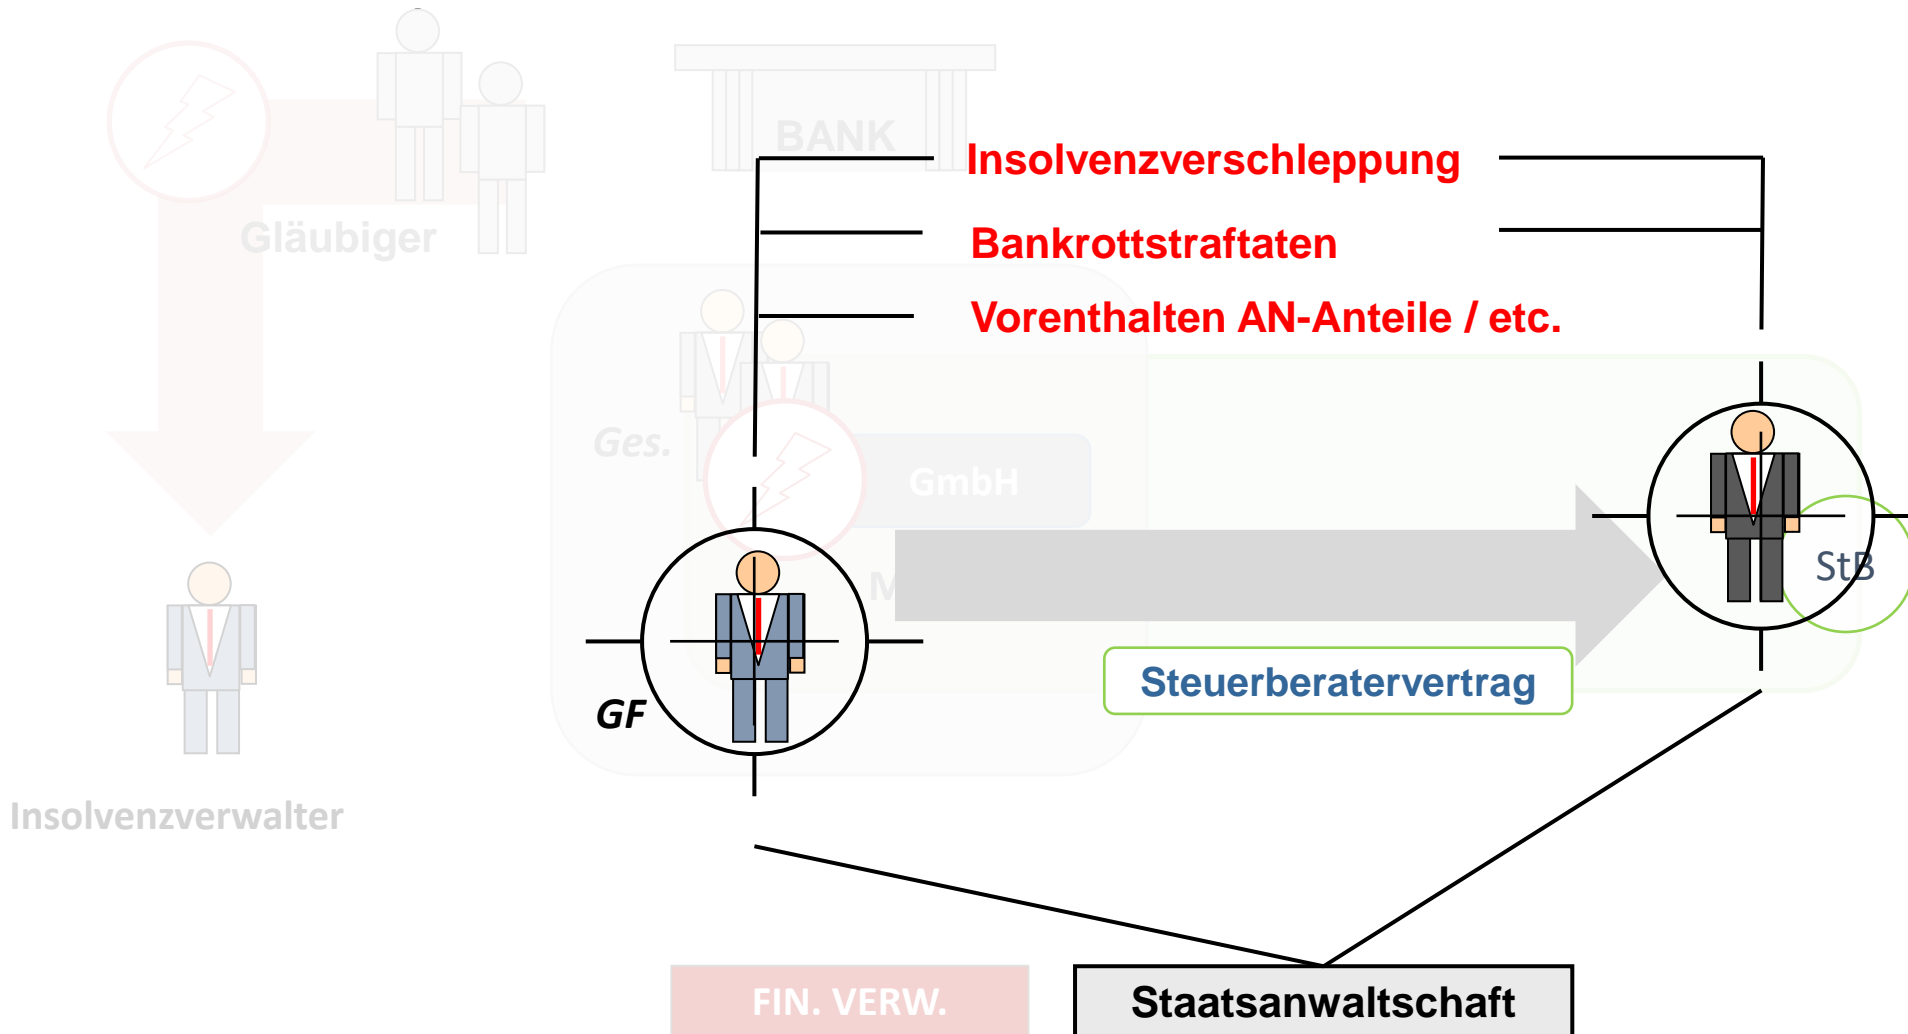 BANK
Insolvenzverschleppung
Gläubiger
Bankrottstraftaten
Vorenthalten AN-Anteile / etc.
Ges.
GmbH
StB
Steuerberatervertrag
GF
Insolvenzverwalter
FIN. VERW.
Staatsanwaltschaft